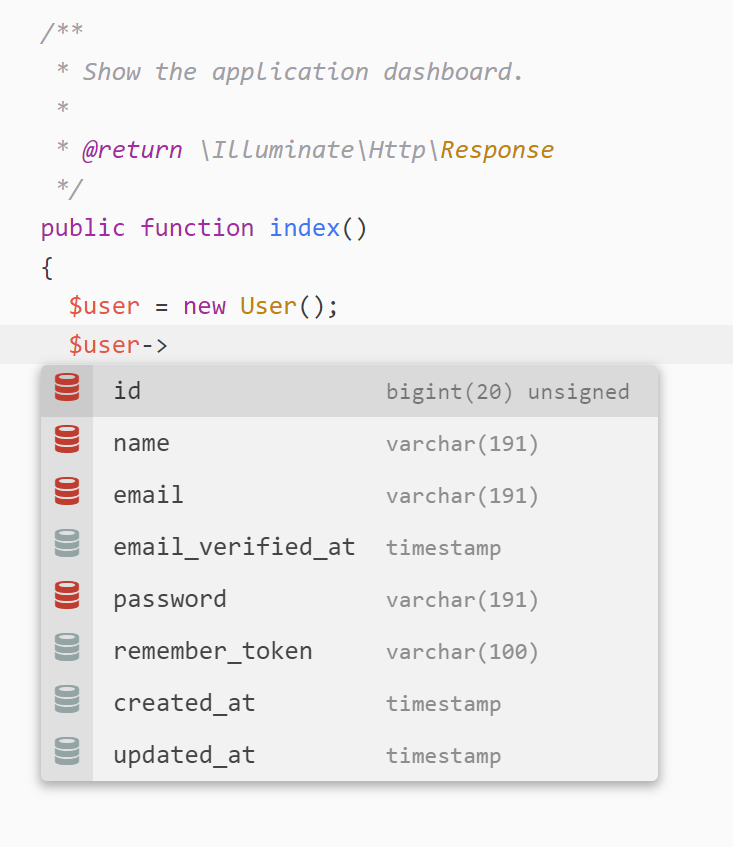 /**
 * Show the application dashboard.
 *
 * @return \Illuminate\Http\Response
 */
public function index()
{
  $user = new User();
  $user->
id bigint(20) unsigned
name varchar(191)
email varchar(191)
email_verified_at timestamp
password varchar(191)
remember_token varchar(100)
created_at timestamp
updated_at timestamp